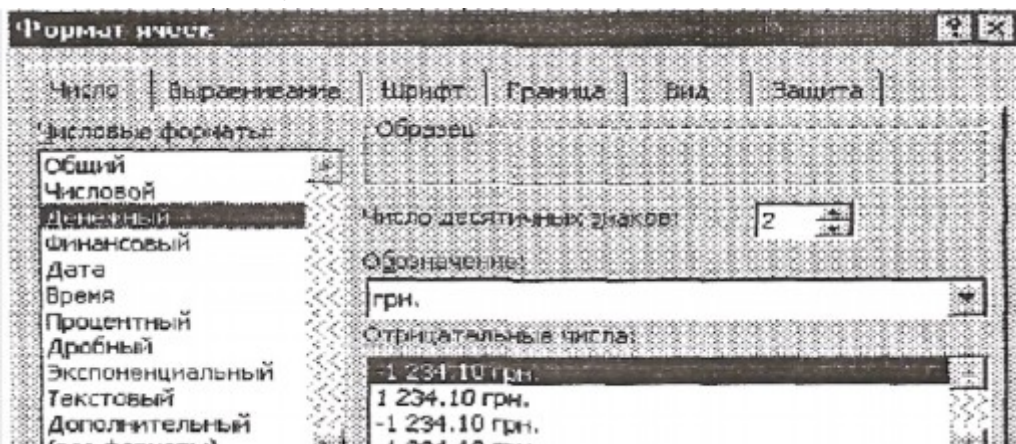 Формат ячеек
Число Выравнивание Шрифт Граница Вид Защита
Числовые форматы:
Общий
Числовой
Денежный
Финансовый
Дата
Время
Процентный
Дробный
Экспоненциальный
Текстовый
Дополнительный
(все форматы)
Образец
Число десятичных знаков: 2
Обозначение:
грн.
Отрицательные числа:
-1 234.10 грн.
1 234.10 грн.
-1 234.10 грн.